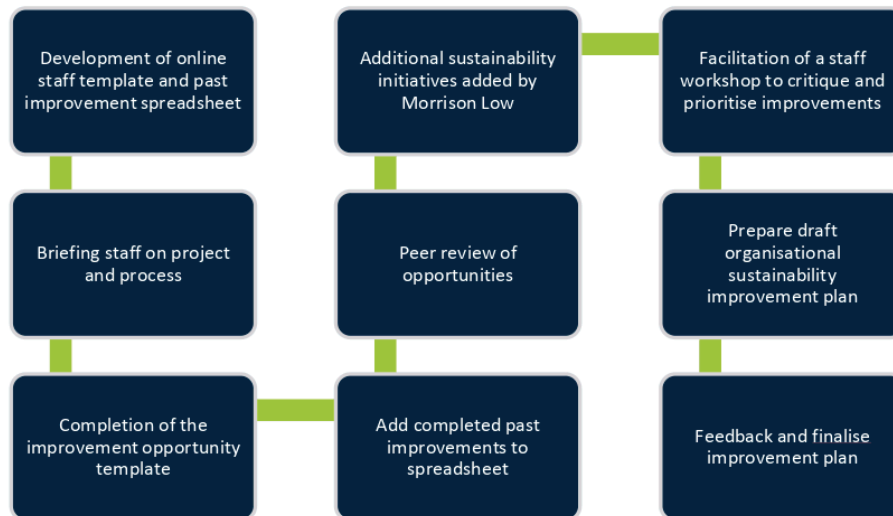 Development of online
staff template and past
improvement spreadsheet
Briefing staff on project
and process
Completion of the
improvement opportunity
template
Add completed past
improvements to
spreadsheet
Peer review of
opportunities
Additional sustainability
initiatives added by
Morrison Low
Facilitation of a staff
workshop to critique and
prioritise improvements
Prepare draft
organisational
sustainability
improvement plan
Feedback and finalise
improvement plan